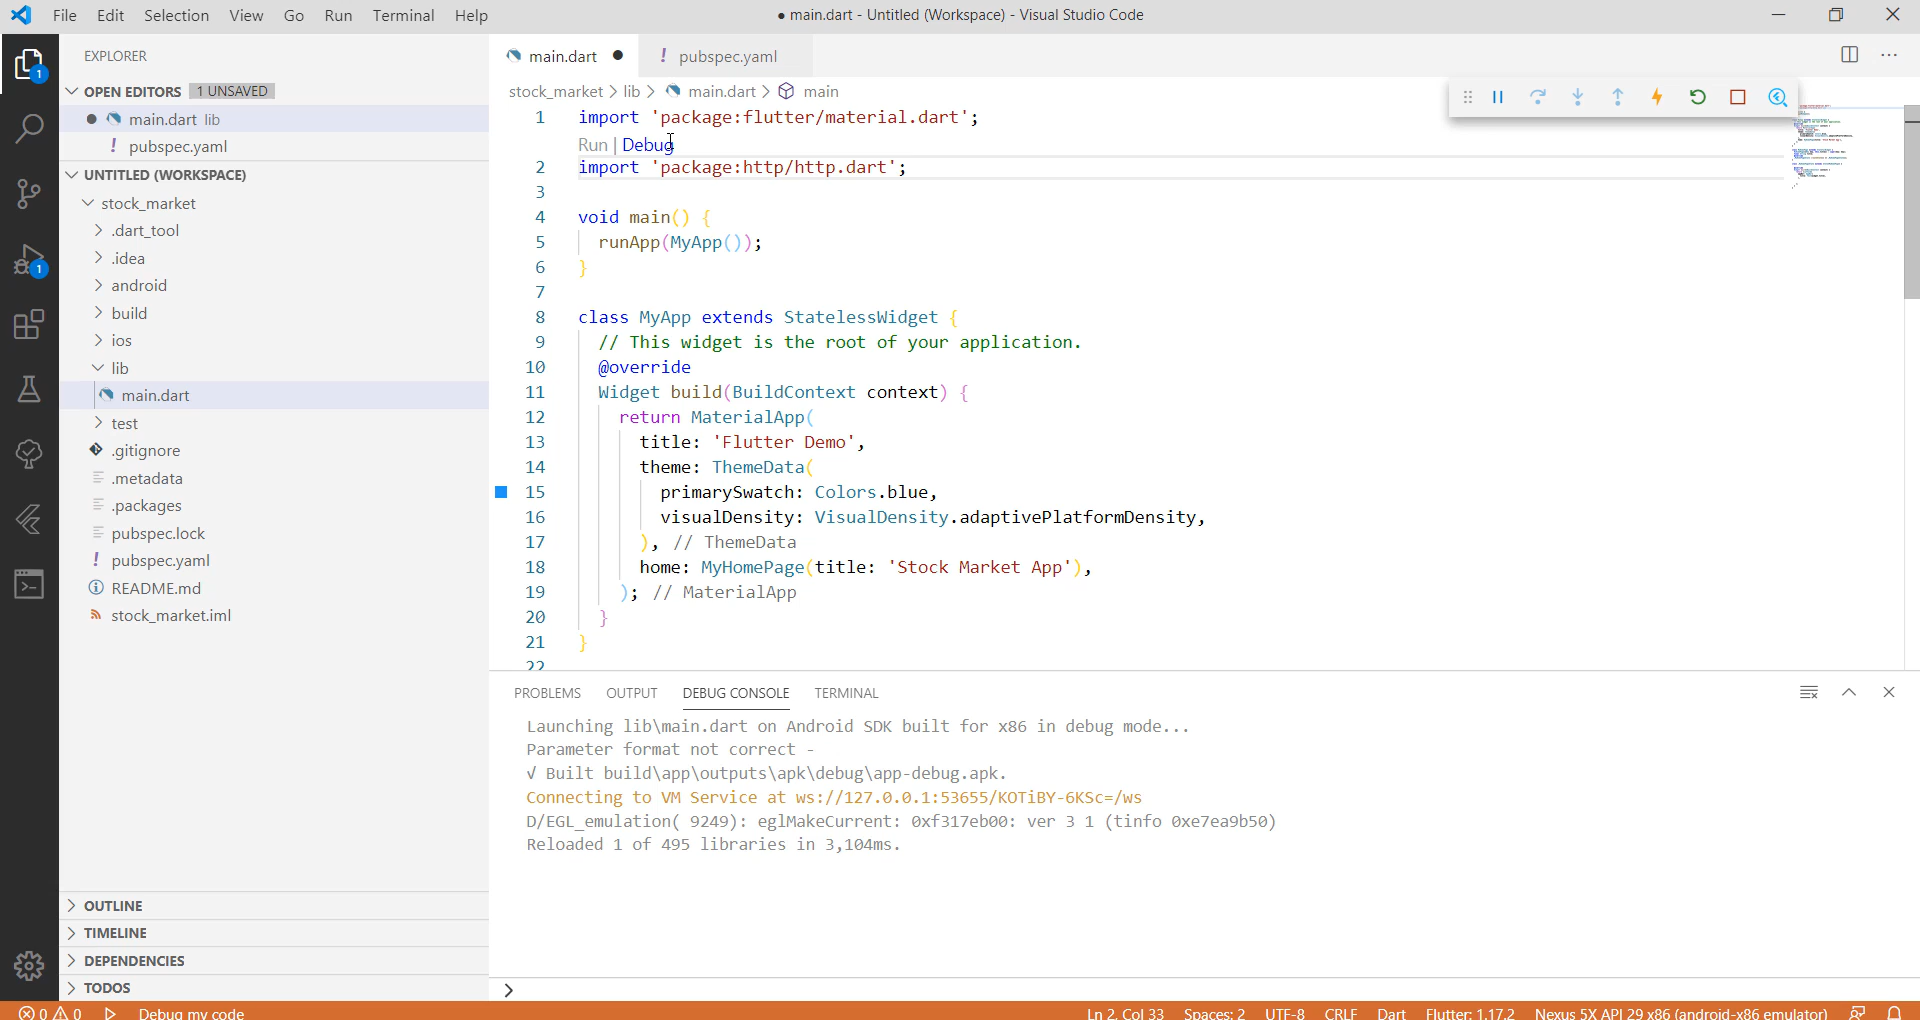 File Edit Selection View Go Run Terminal Help ● main.dart - Untitled (Workspace) - Visual Studio Code
EXPLORER
OPEN EDITORS 1 UNSAVED
main.dart lib
pubspec.yaml
UNTITLED (WORKSPACE)
stock_market
.dart_tool
.idea
android
build
ios
lib
main.dart
test
.gitignore
.metadata
.packages
pubspec.lock
pubspec.yaml
README.md
stock_market.iml
OUTLINE
TIMELINE
DEPENDENCIES
TODOS
1
1
main.dart pubspec.yaml
stock_market > lib > main.dart > main
1 import 'package:flutter/material.dart';
Run | Debug
2 import 'package:http/http.dart';
3
4 void main() {
5 runApp(MyApp());
6 }
7
8 class MyApp extends StatelessWidget {
9 // This widget is the root of your application.
10 @override
11 Widget build(BuildContext context) {
12 return MaterialApp(
13 title: 'Flutter Demo',
14 theme: ThemeData(
15 primarySwatch: Colors.blue,
16 visualDensity: VisualDensity.adaptivePlatformDensity,
17 ), // ThemeData
18 home: MyHomePage(title: 'Stock Market App'),
19 ); // MaterialApp
20 }
21 }
22
PROBLEMS OUTPUT DEBUG CONSOLE TERMINAL
Launching lib\main.dart on Android SDK built for x86 in debug mode...
Parameter format not correct -
√ Built build\app\outputs\apk\debug\app-debug.apk.
Connecting to VM Service at ws://127.0.0.1:53655/KOTiBY-6KSc=/ws
D/EGL_emulation( 9249): eglMakeCurrent: 0xf317eb00: ver 3 1 (tinfo 0xe7ea9b50)
Reloaded 1 of 495 libraries in 3,104ms.
>
0 0 Debug my code Ln 2, Col 33 Spaces: 2 UTF-8 CRLF Dart Flutter: 1.17.2 Nexus 5X API 29 x86 (android-x86 emulator)